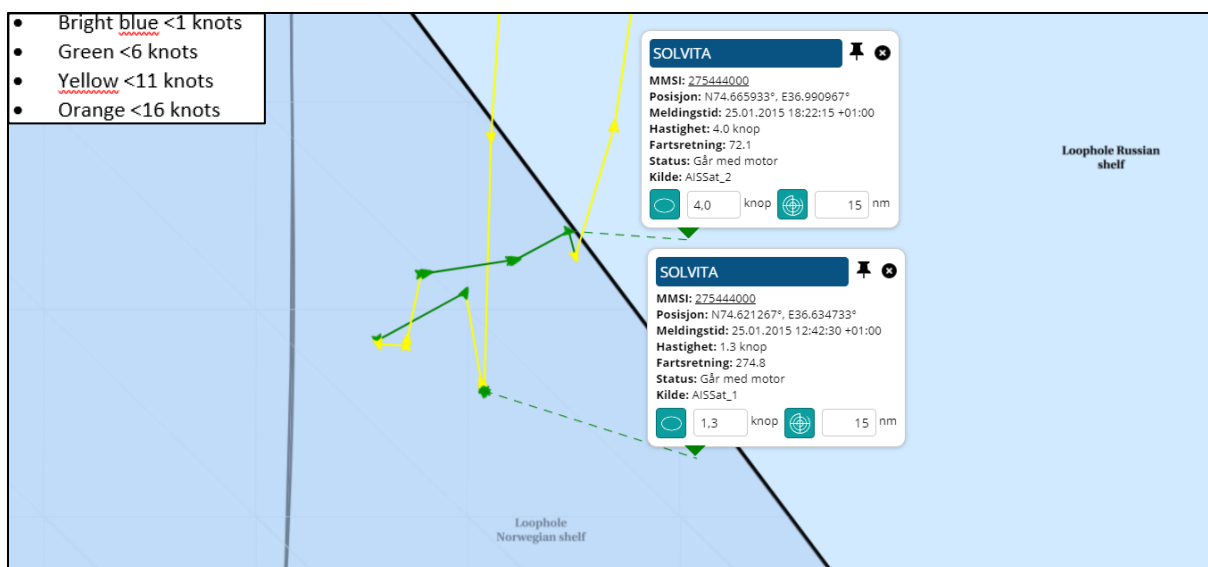 • Bright blue <1 knots
• Green <6 knots
• Yellow <11 knots
• Orange <16 knots
SOLVITA
MMSI: 275444000
Posisjon: N74.665933°, E36.990967°
Meldingstid: 25.01.2015 18:22:15 +01:00
Hastighet: 4.0 knop
Fartsretning: 72.1
Status: Går med motor
Kilde: AISSat_2
4,0 knop 15 nm
Loophole Russian
shelf
SOLVITA
MMSI: 275444000
Posisjon: N74.621267°, E36.634733°
Meldingstid: 25.01.2015 12:42:30 +01:00
Hastighet: 1.3 knop
Fartsretning: 274.8
Status: Går med motor
Kilde: AISSat_1
1,3 knop 15 nm
Loophole
Norwegian shelf